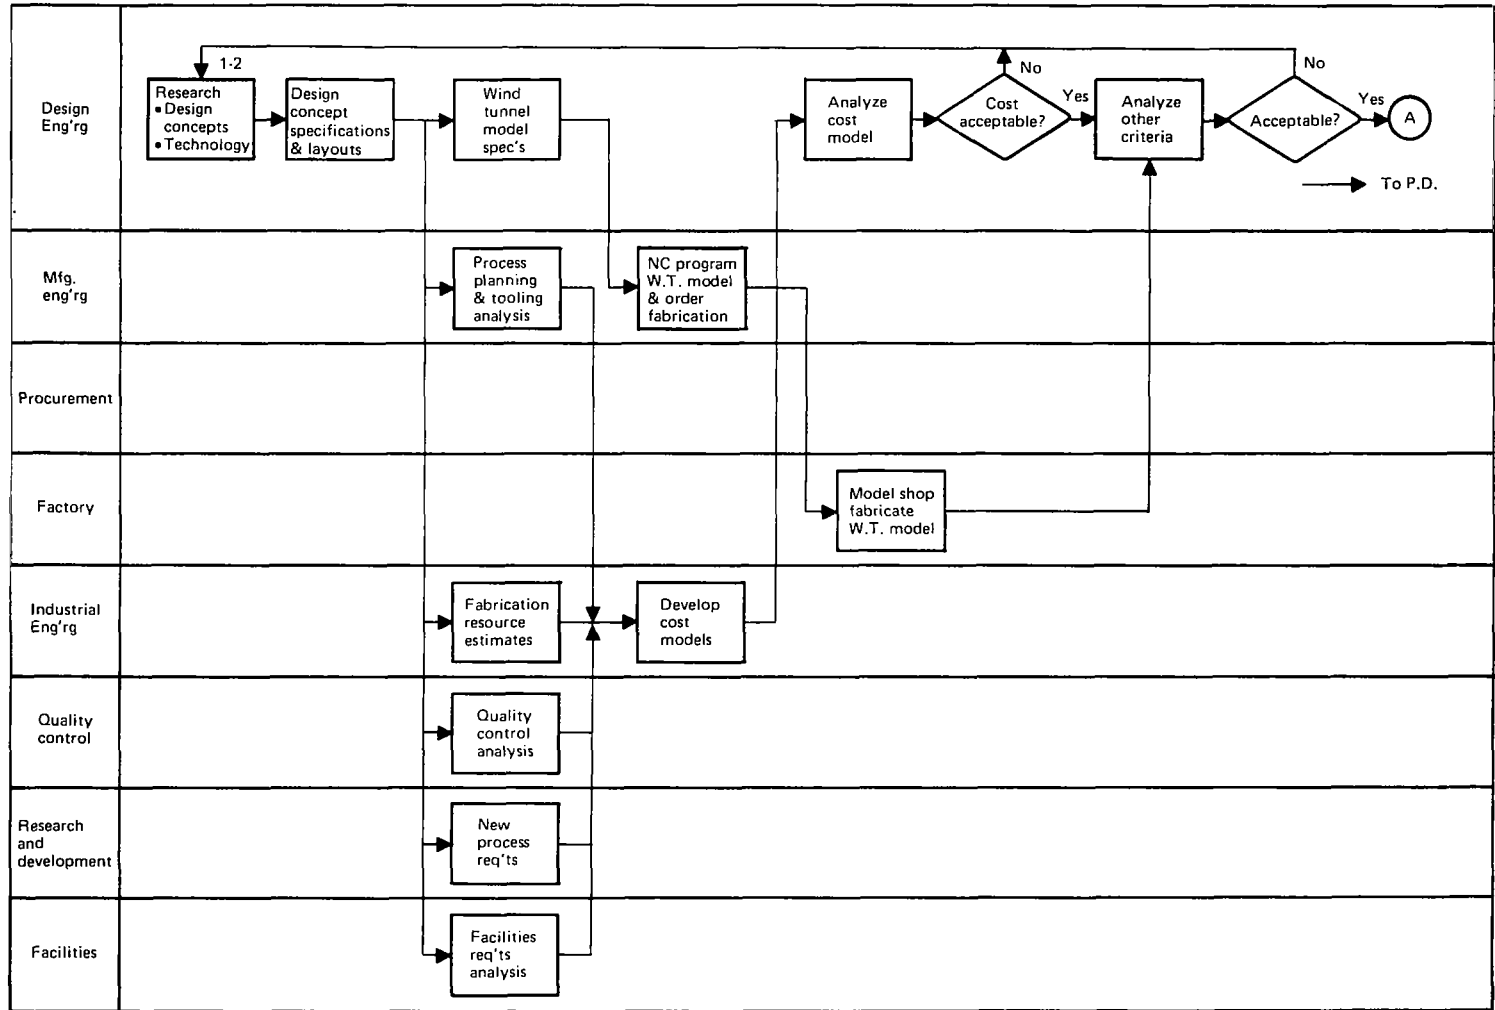 Design
Eng'rg
1-2
Research
• Design
concepts
• Technology
Design
concept
specifications
& layouts
Wind
tunnel
model
spec's
Analyze
cost
model
Cost
acceptable?
No
Yes
Analyze
other
criteria
Acceptable?
No
Yes
A
To P.D.
Mfg.
eng'rg
Process
planning
& tooling
analysis
NC program
W.T. model
& order
fabrication
Procurement
Factory
Model shop
fabricate
W.T. model
Industrial
Eng'rg
Fabrication
resource
estimates
Develop
cost
models
Quality
control
Quality
control
analysis
Research
and
development
New
process
req'ts
Facilities
Facilities
req'ts
analysis